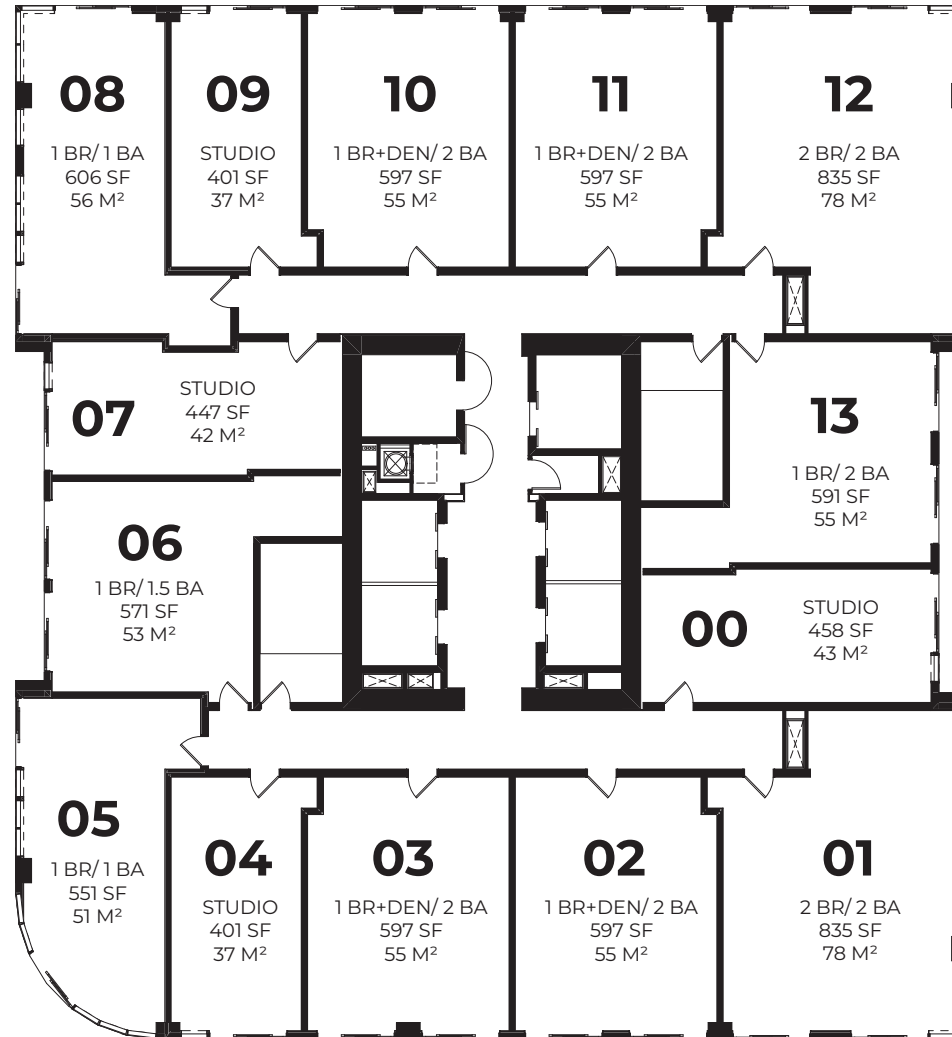 08
1 BR/ 1 BA
606 SF
56 M²
09
STUDIO
401 SF
37 M²
10
1 BR+DEN/ 2 BA
597 SF
55 M²
11
1 BR+DEN/ 2 BA
597 SF
55 M²
12
2 BR/ 2 BA
835 SF
78 M²
07
STUDIO
447 SF
42 M²
13
1 BR/ 2 BA
591 SF
55 M²
06
1 BR/ 1.5 BA
571 SF
53 M²
00
STUDIO
458 SF
43 M²
05
1 BR/ 1 BA
551 SF
51 M²
04
STUDIO
401 SF
37 M²
03
1 BR+DEN/ 2 BA
597 SF
55 M²
02
1 BR+DEN/ 2 BA
597 SF
55 M²
01
2 BR/ 2 BA
835 SF
78 M²